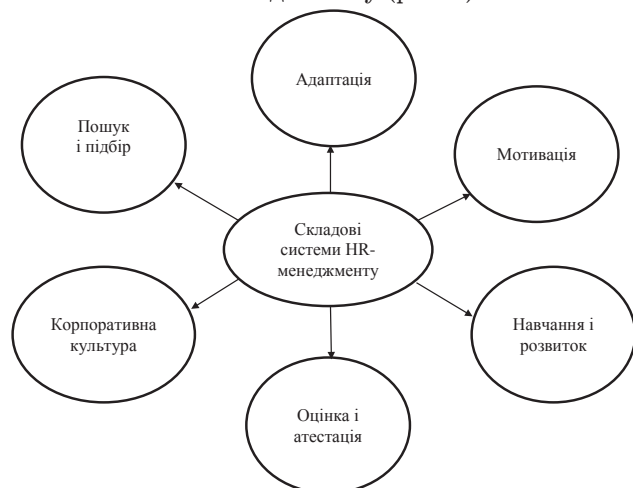 Адаптація
Пошук
і підбір
Мотивація
Складові
системи HR-
менеджменту
Корпоративна
культура
Навчання і
розвиток
Оцінка і
атестація